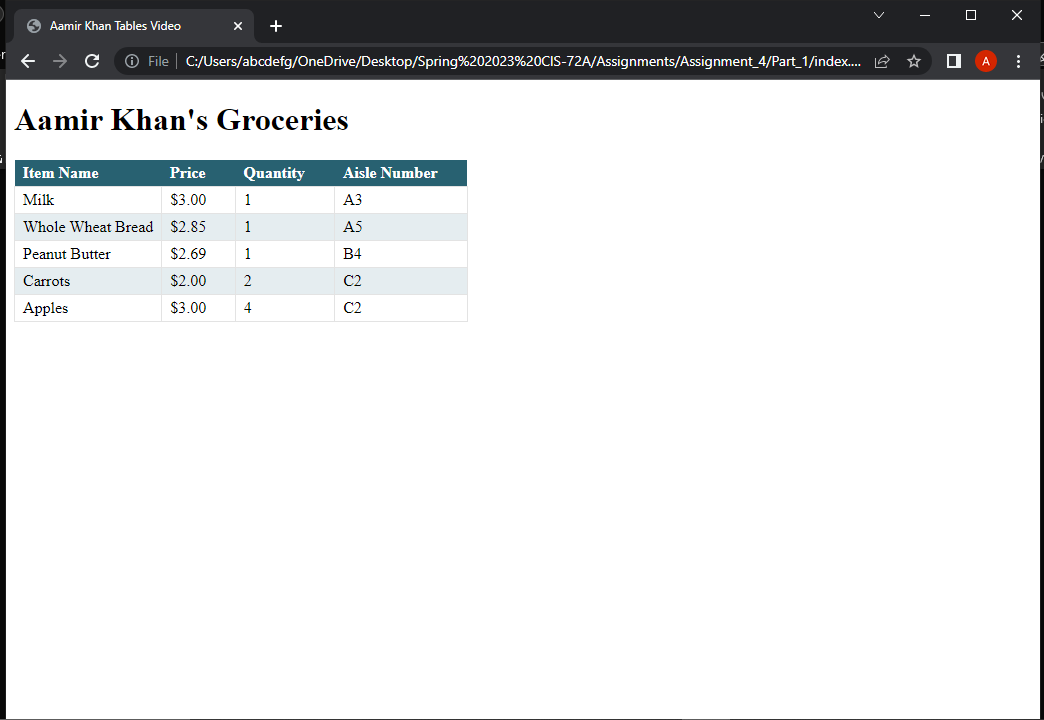 Aamir Khan Tables Video
File
C:/Users/abcdefg/OneDrive/Desktop/Spring%202023%20CIS-72A/Assignments/Assignment_4/Part_1/index....
A
Aamir Khan's Groceries
Item Name Price Quantity Aisle Number
Milk $3.00 1 A3
Whole Wheat Bread $2.85 1 A5
Peanut Butter $2.69 1 B4
Carrots $2.00 2 C2
Apples $3.00 4 C2